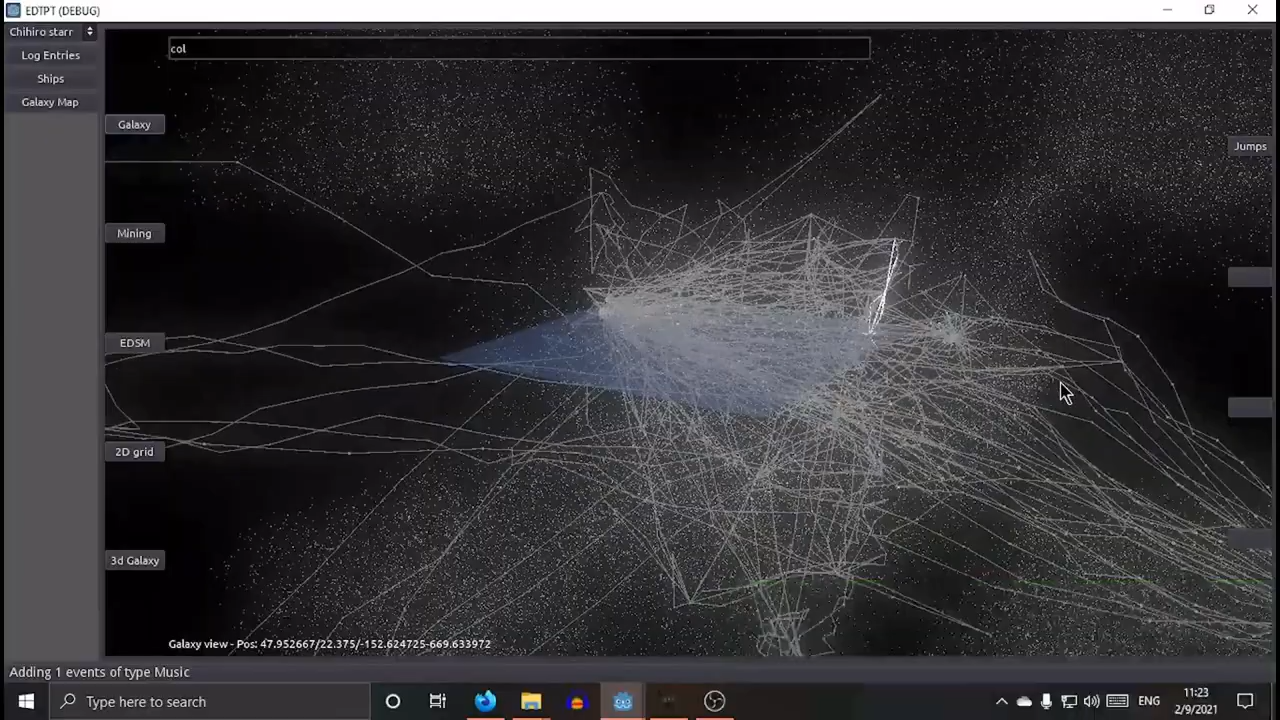 EDTPT (DEBUG)
Chihiro starr
Log Entries
Ships
Galaxy Map
col
Galaxy
Mining
EDSM
2D grid
3d Galaxy
Jumps
Galaxy view - Pos: 47.952667/22.375/-152.624725-669.633972
Adding 1 events of type Music
Type here to search
ENG
11:23
2/9/2021